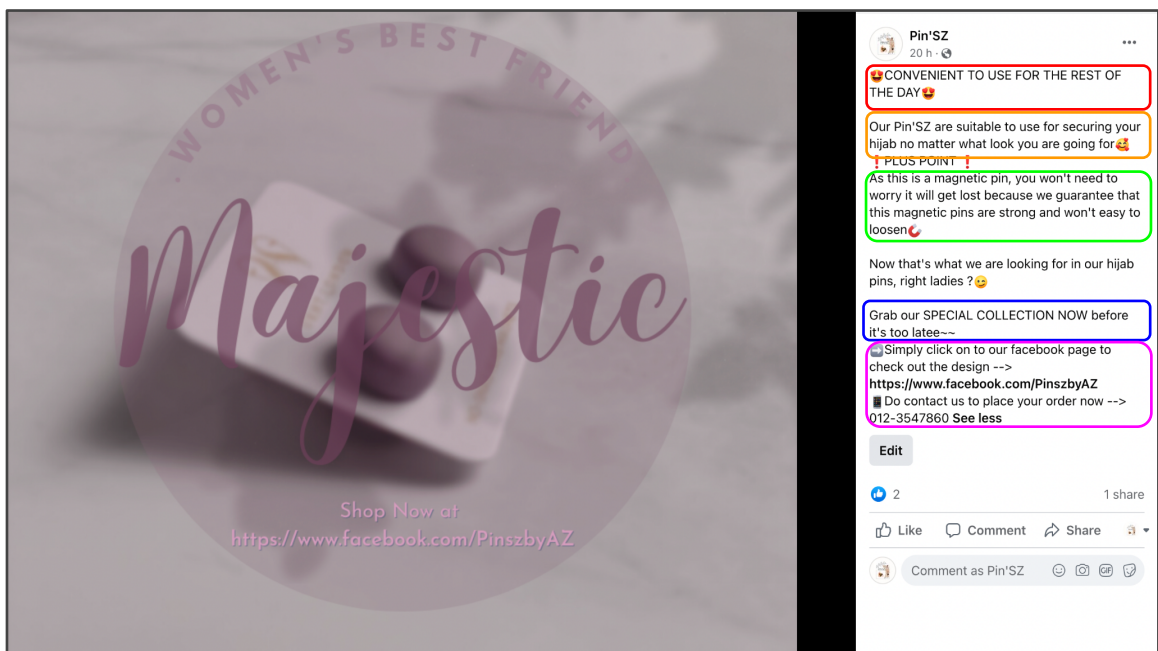 WOMEN'S BEST FRIEND
Majestic
Shop Now at
https://www.facebook.com/PinszbyAZ
Pin'SZ
20 h ·
😍CONVENIENT TO USE FOR THE REST OF
THE DAY😍
Our Pin'SZ are suitable to use for securing your
hijab no matter what look you are going for🥰
❗PLUS POINT ❗
As this is a magnetic pin, you won't need to
worry it will get lost because we guarantee that
this magnetic pins are strong and won't easy to
loosen🧲
Now that's what we are looking for in our hijab
pins, right ladies ?😏
Grab our SPECIAL COLLECTION NOW before
it's too latee~~
➡️Simply click on to our facebook page to
check out the design -->
https://www.facebook.com/PinszbyAZ
📱Do contact us to place your order now -->
012-3547860 See less
Edit
2
1 share
Like Comment Share
Comment as Pin'SZ
GIF